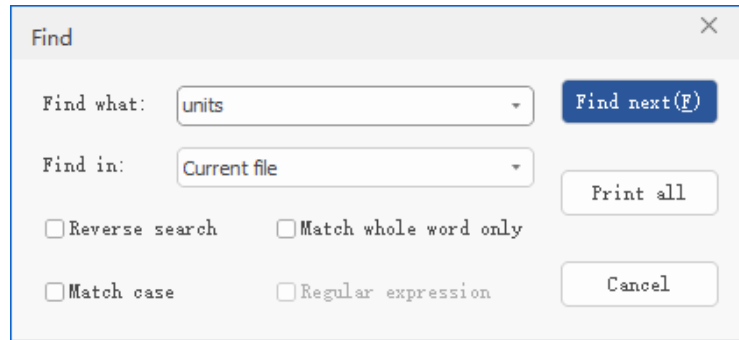 Find
Find what: units Find next(F)
Find in: Current file
Print all
Reverse search Match whole word only
Match case Regular expression Cancel